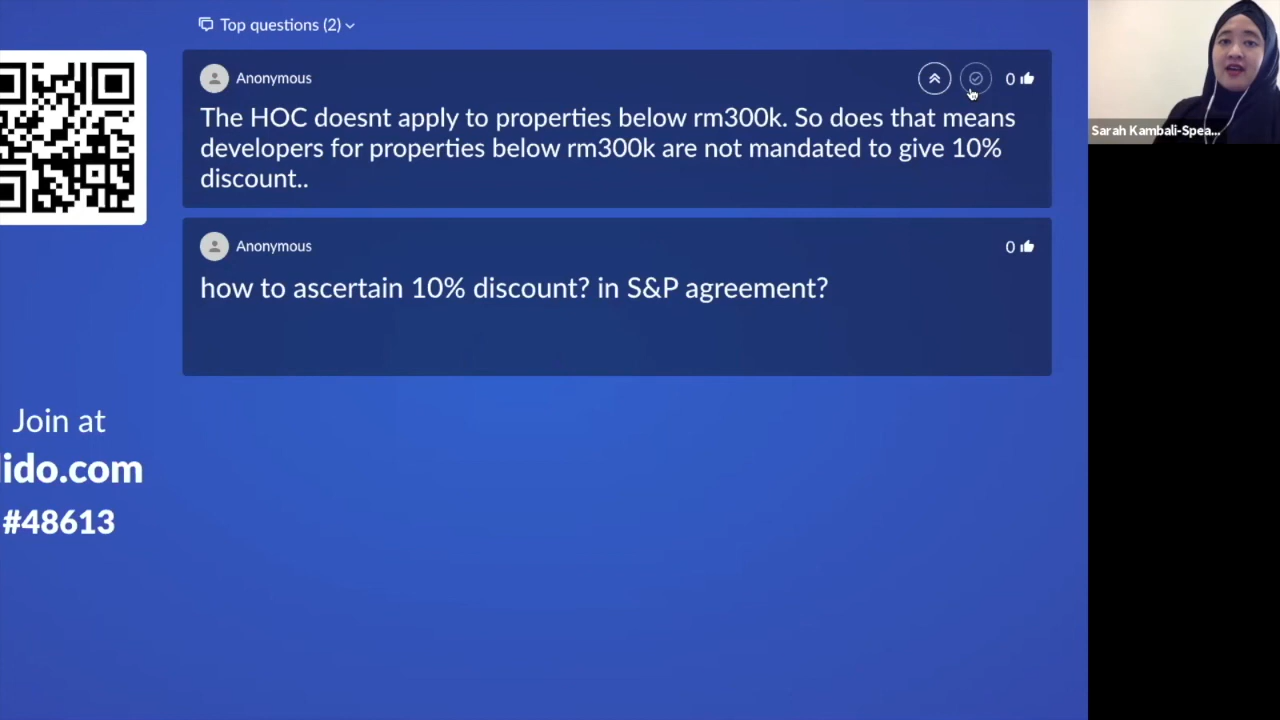 Top questions (2)
Anonymous
0
The HOC doesnt apply to properties below rm300k. So does that means
developers for properties below rm300k are not mandated to give 10%
discount..
Anonymous
0
how to ascertain 10% discount? in S&P agreement?
Join at
lido.com
#48613
Sarah Kambali-Spea...